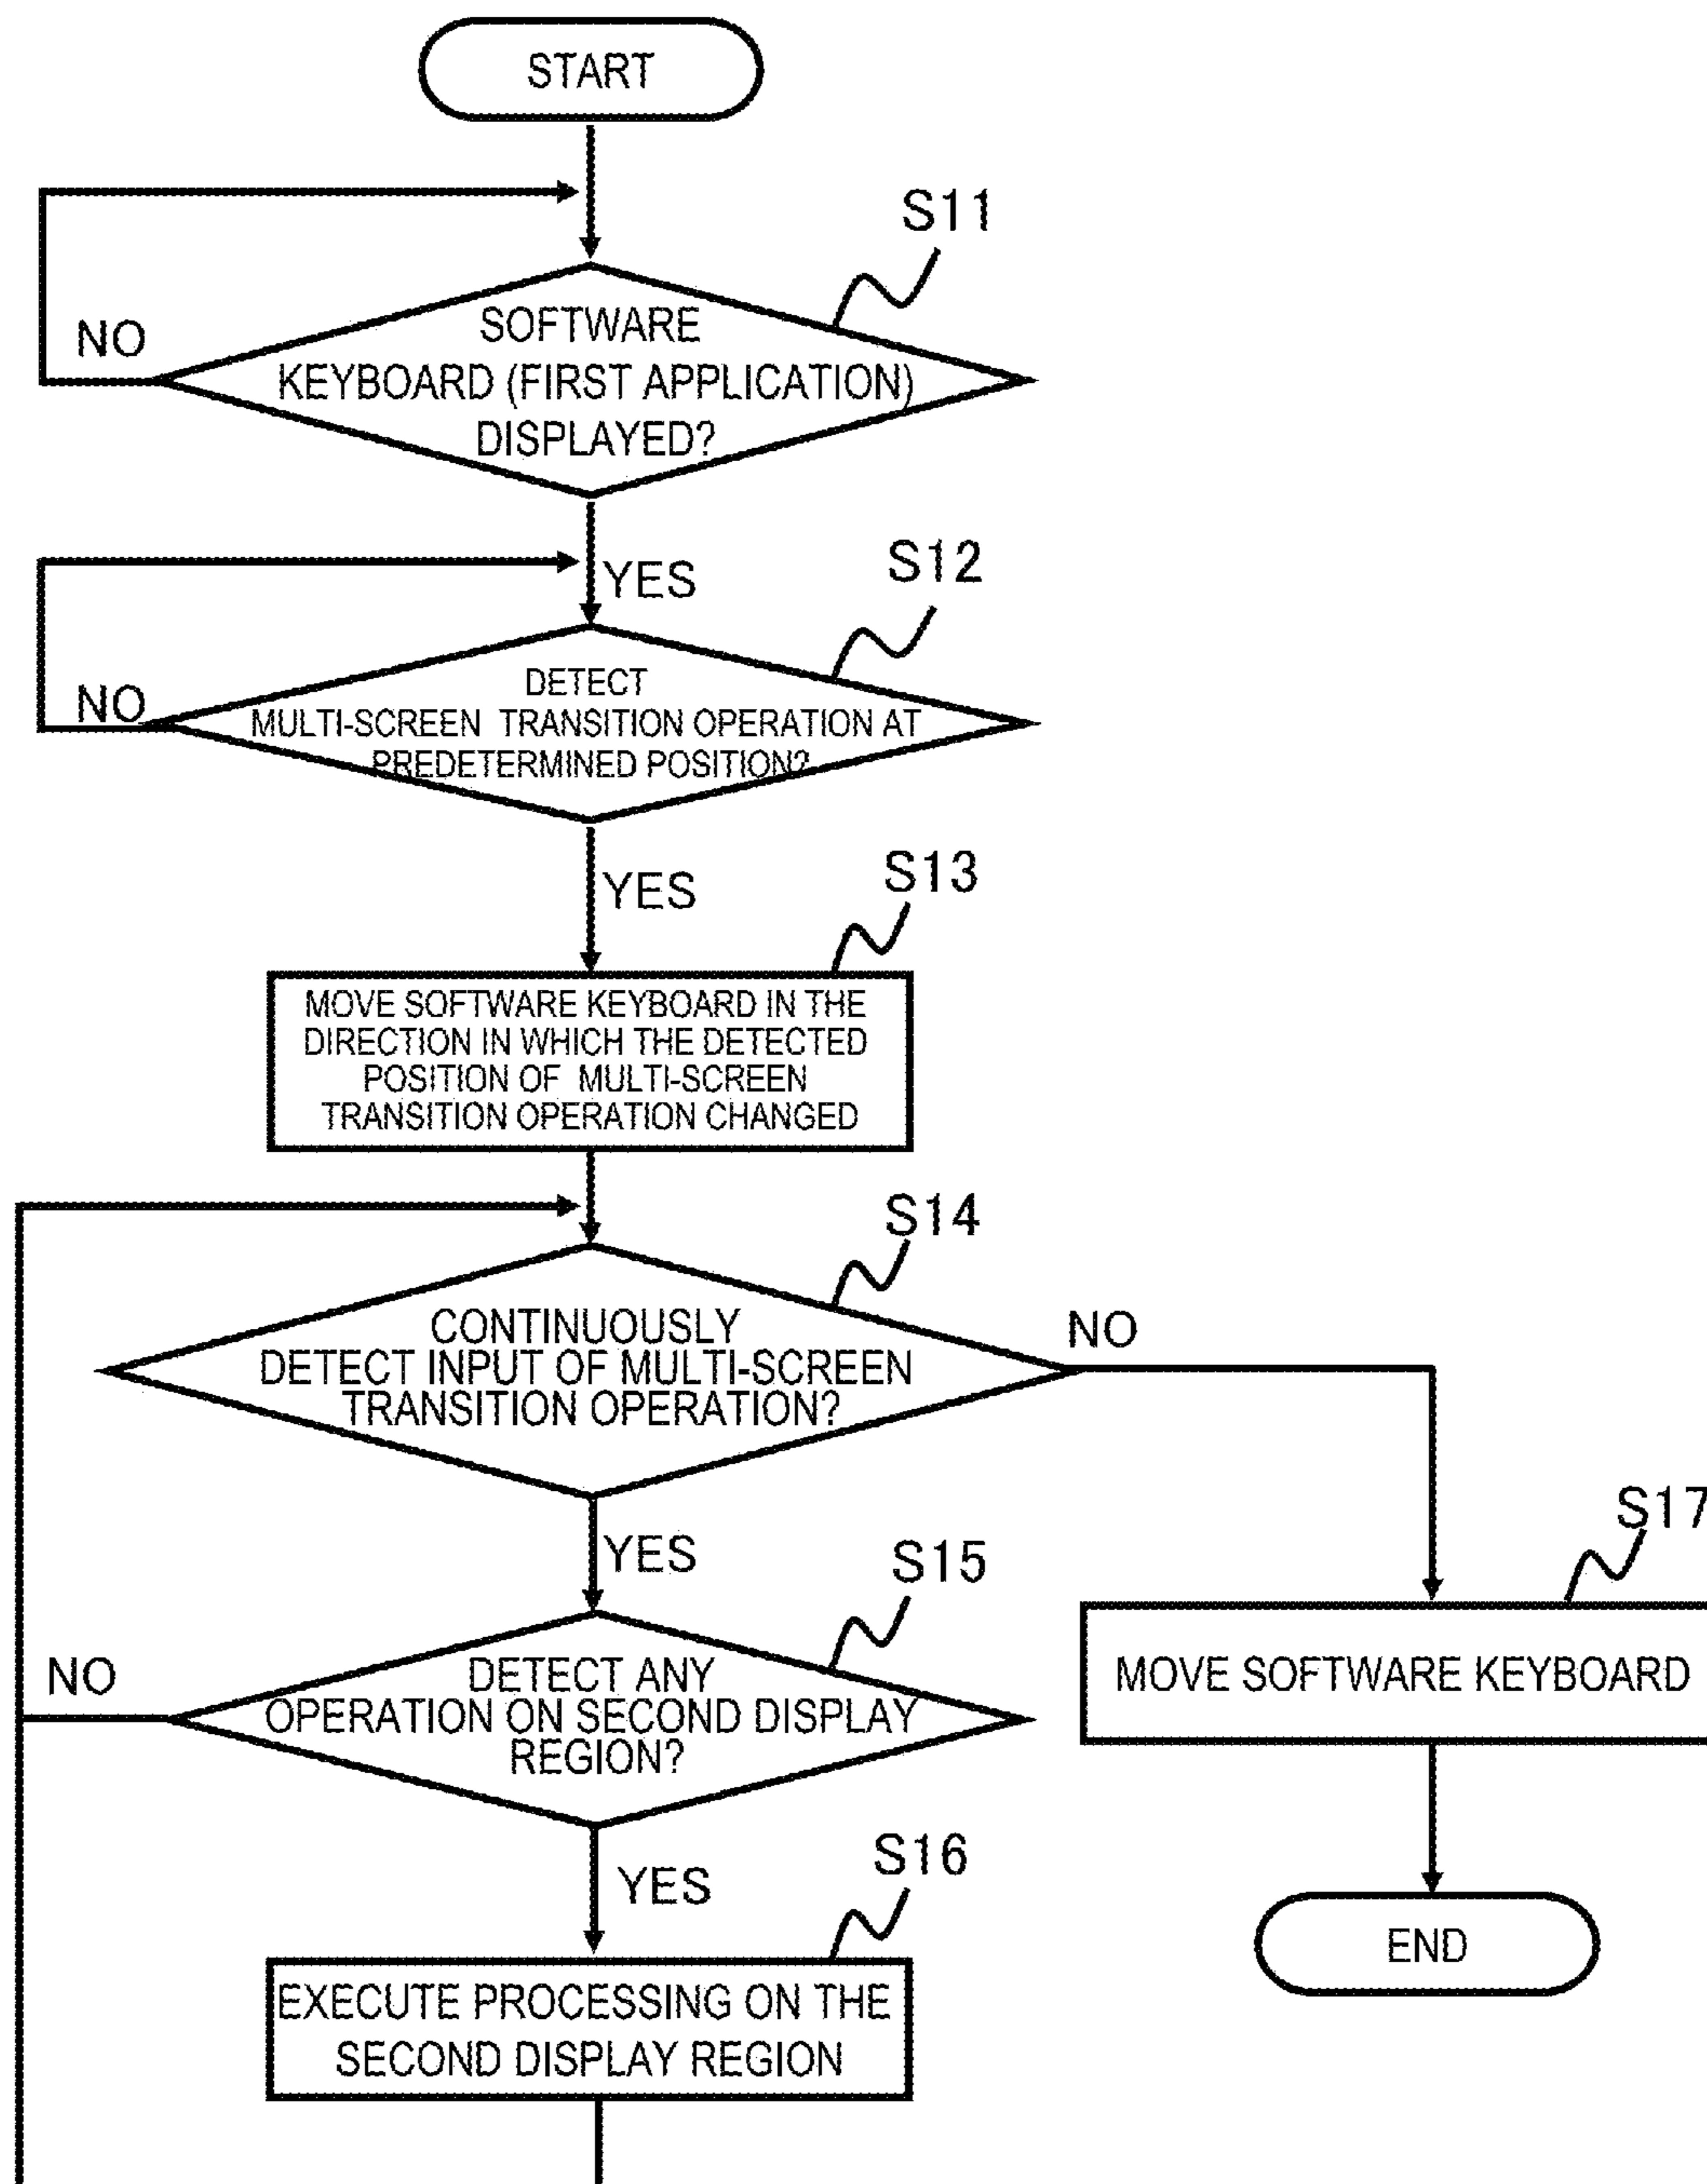 START
S11
SOFTWARE
KEYBOARD (FIRST APPLICATION)
DISPLAYED?
NO
YES
S12
DETECT
MULTI-SCREEN TRANSITION OPERATION AT
PREDETERMINED POSITION?
NO
YES
S13
MOVE SOFTWARE KEYBOARD IN THE
DIRECTION IN WHICH THE DETECTED
POSITION OF MULTI-SCREEN
TRANSITION OPERATION CHANGED
S14
CONTINUOUSLY
DETECT INPUT OF MULTI-SCREEN
TRANSITION OPERATION?
NO
YES
S15
DETECT ANY
OPERATION ON SECOND DISPLAY
REGION?
NO
YES
S17
MOVE SOFTWARE KEYBOARD
S16
EXECUTE PROCESSING ON THE
SECOND DISPLAY REGION
END